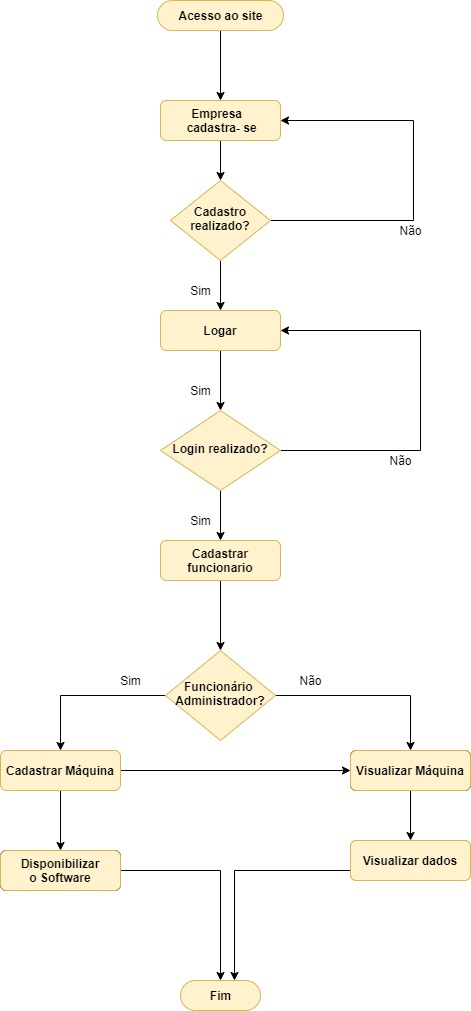 Acesso ao site
Empresa
cadastra- se
Cadastro
realizado?
Não
Sim
Logar
Sim
Login realizado?
Não
Sim
Cadastrar
funcionario
Sim
Funcionário
Administrador?
Não
Cadastrar Máquina
Visualizar Máquina
Disponibilizar
o Software
Visualizar dados
Fim